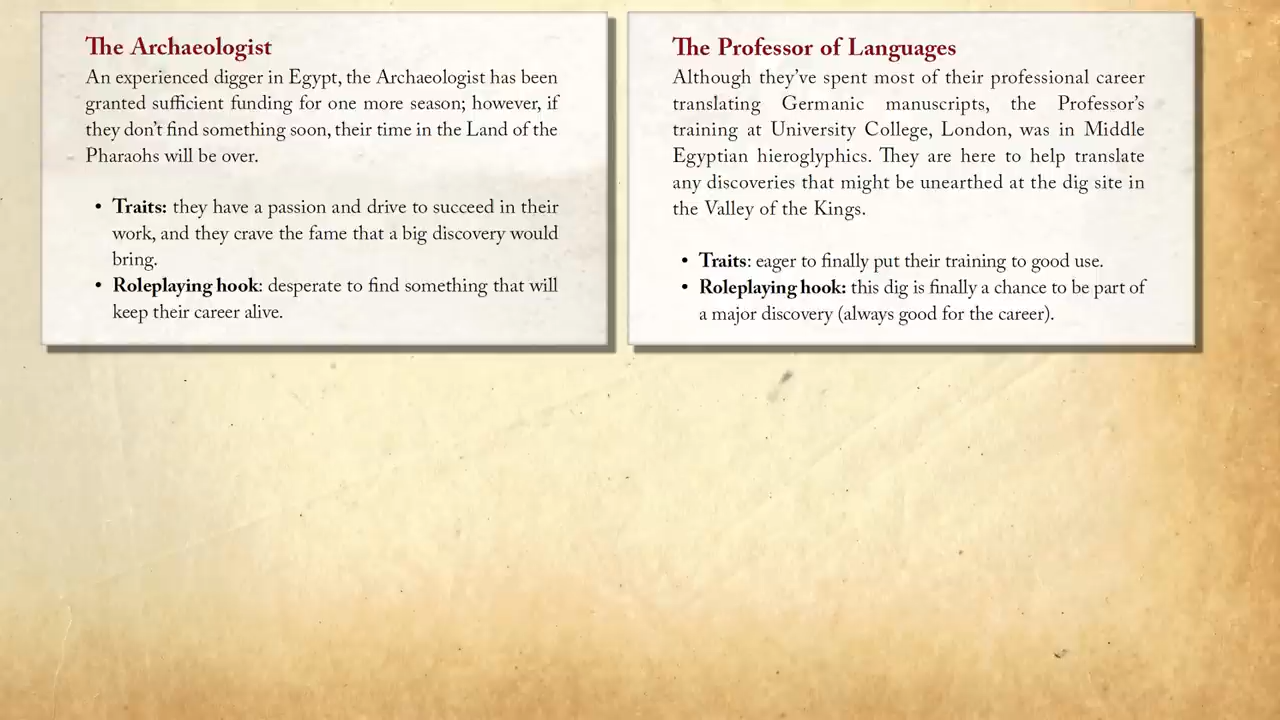 The Archaeologist
An experienced digger in Egypt, the Archaeologist has been
granted sufficient funding for one more season; however, if
they don't find something soon, their time in the Land of the
Pharaohs will be over.
• Traits: they have a passion and drive to succeed in their
work, and they crave the fame that a big discovery would
bring.
• Roleplaying hook: desperate to find something that will
keep their career alive.
The Professor of Languages
Although they've spent most of their professional career
translating Germanic manuscripts, the Professor's
training at University College, London, was in Middle
Egyptian hieroglyphics. They are here to help translate
any discoveries that might be unearthed at the dig site in
the Valley of the Kings.
• Traits: eager to finally put their training to good use.
• Roleplaying hook: this dig is finally a chance to be part of
a major discovery (always good for the career).